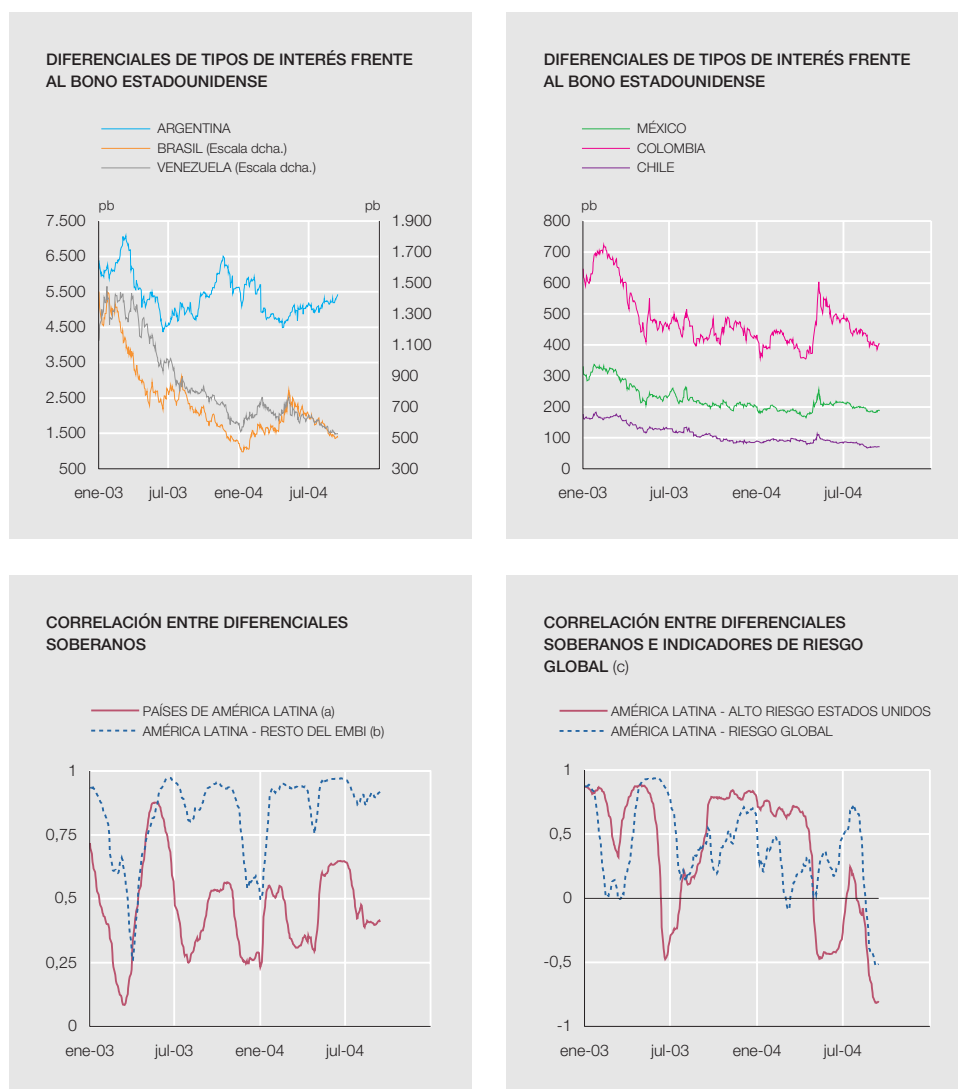 DIFERENCIALES DE TIPOS DE INTERÉS FRENTE
AL BONO ESTADOUNIDENSE
ARGENTINA
BRASIL (Escala dcha.)
VENEZUELA (Escala dcha.)
pb
pb
7.500
6.500
5.500
4.500
3.500
2.500
1.500
500
1.900
1.700
1.500
1.300
1.100
900
700
500
300
ene-03
jul-03
ene-04
jul-04
DIFERENCIALES DE TIPOS DE INTERÉS FRENTE
AL BONO ESTADOUNIDENSE
MÉXICO
COLOMBIA
CHILE
pb
800
700
600
500
400
300
200
100
0
ene-03
jul-03
ene-04
jul-04
CORRELACIÓN ENTRE DIFERENCIALES
SOBERANOS
PAÍSES DE AMÉRICA LATINA (a)
AMÉRICA LATINA - RESTO DEL EMBI (b)
1
0,75
0,5
0,25
0
ene-03
jul-03
ene-04
jul-04
CORRELACIÓN ENTRE DIFERENCIALES
SOBERANOS E INDICADORES DE RIESGO
GLOBAL (c)
AMÉRICA LATINA - ALTO RIESGO ESTADOS UNIDOS
AMÉRICA LATINA - RIESGO GLOBAL
1
0,5
0
-0,5
-1
ene-03
jul-03
ene-04
jul-04